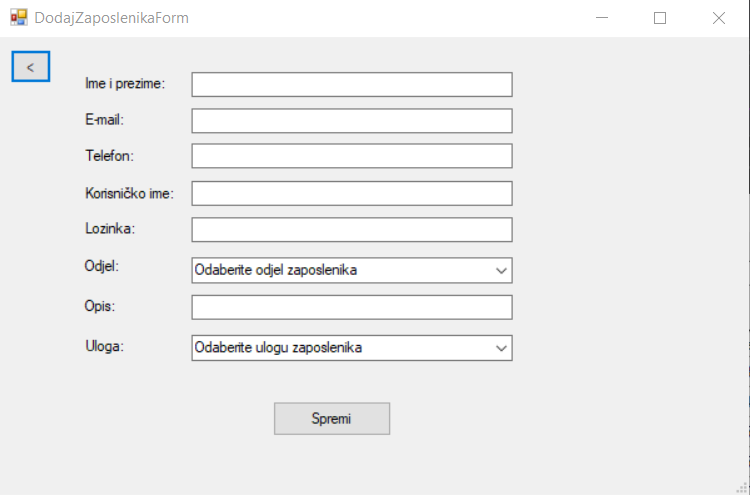 DodajZaposlenikaForm
<
Ime i prezime:
E-mail:
Telefon:
Korisničko ime:
Lozinka:
Odjel: Odaberite odjel zaposlenika
Opis:
Uloga: Odaberite ulogu zaposlenika
Spremi